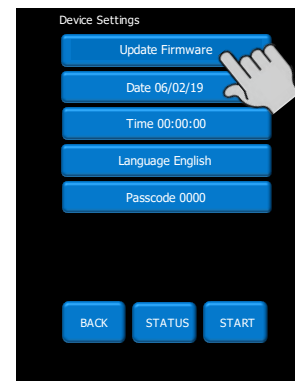 Device Settings
Update Firmware
Date 06/02/19
Time 00:00:00
Language English
Passcode 0000
BACK STATUS START